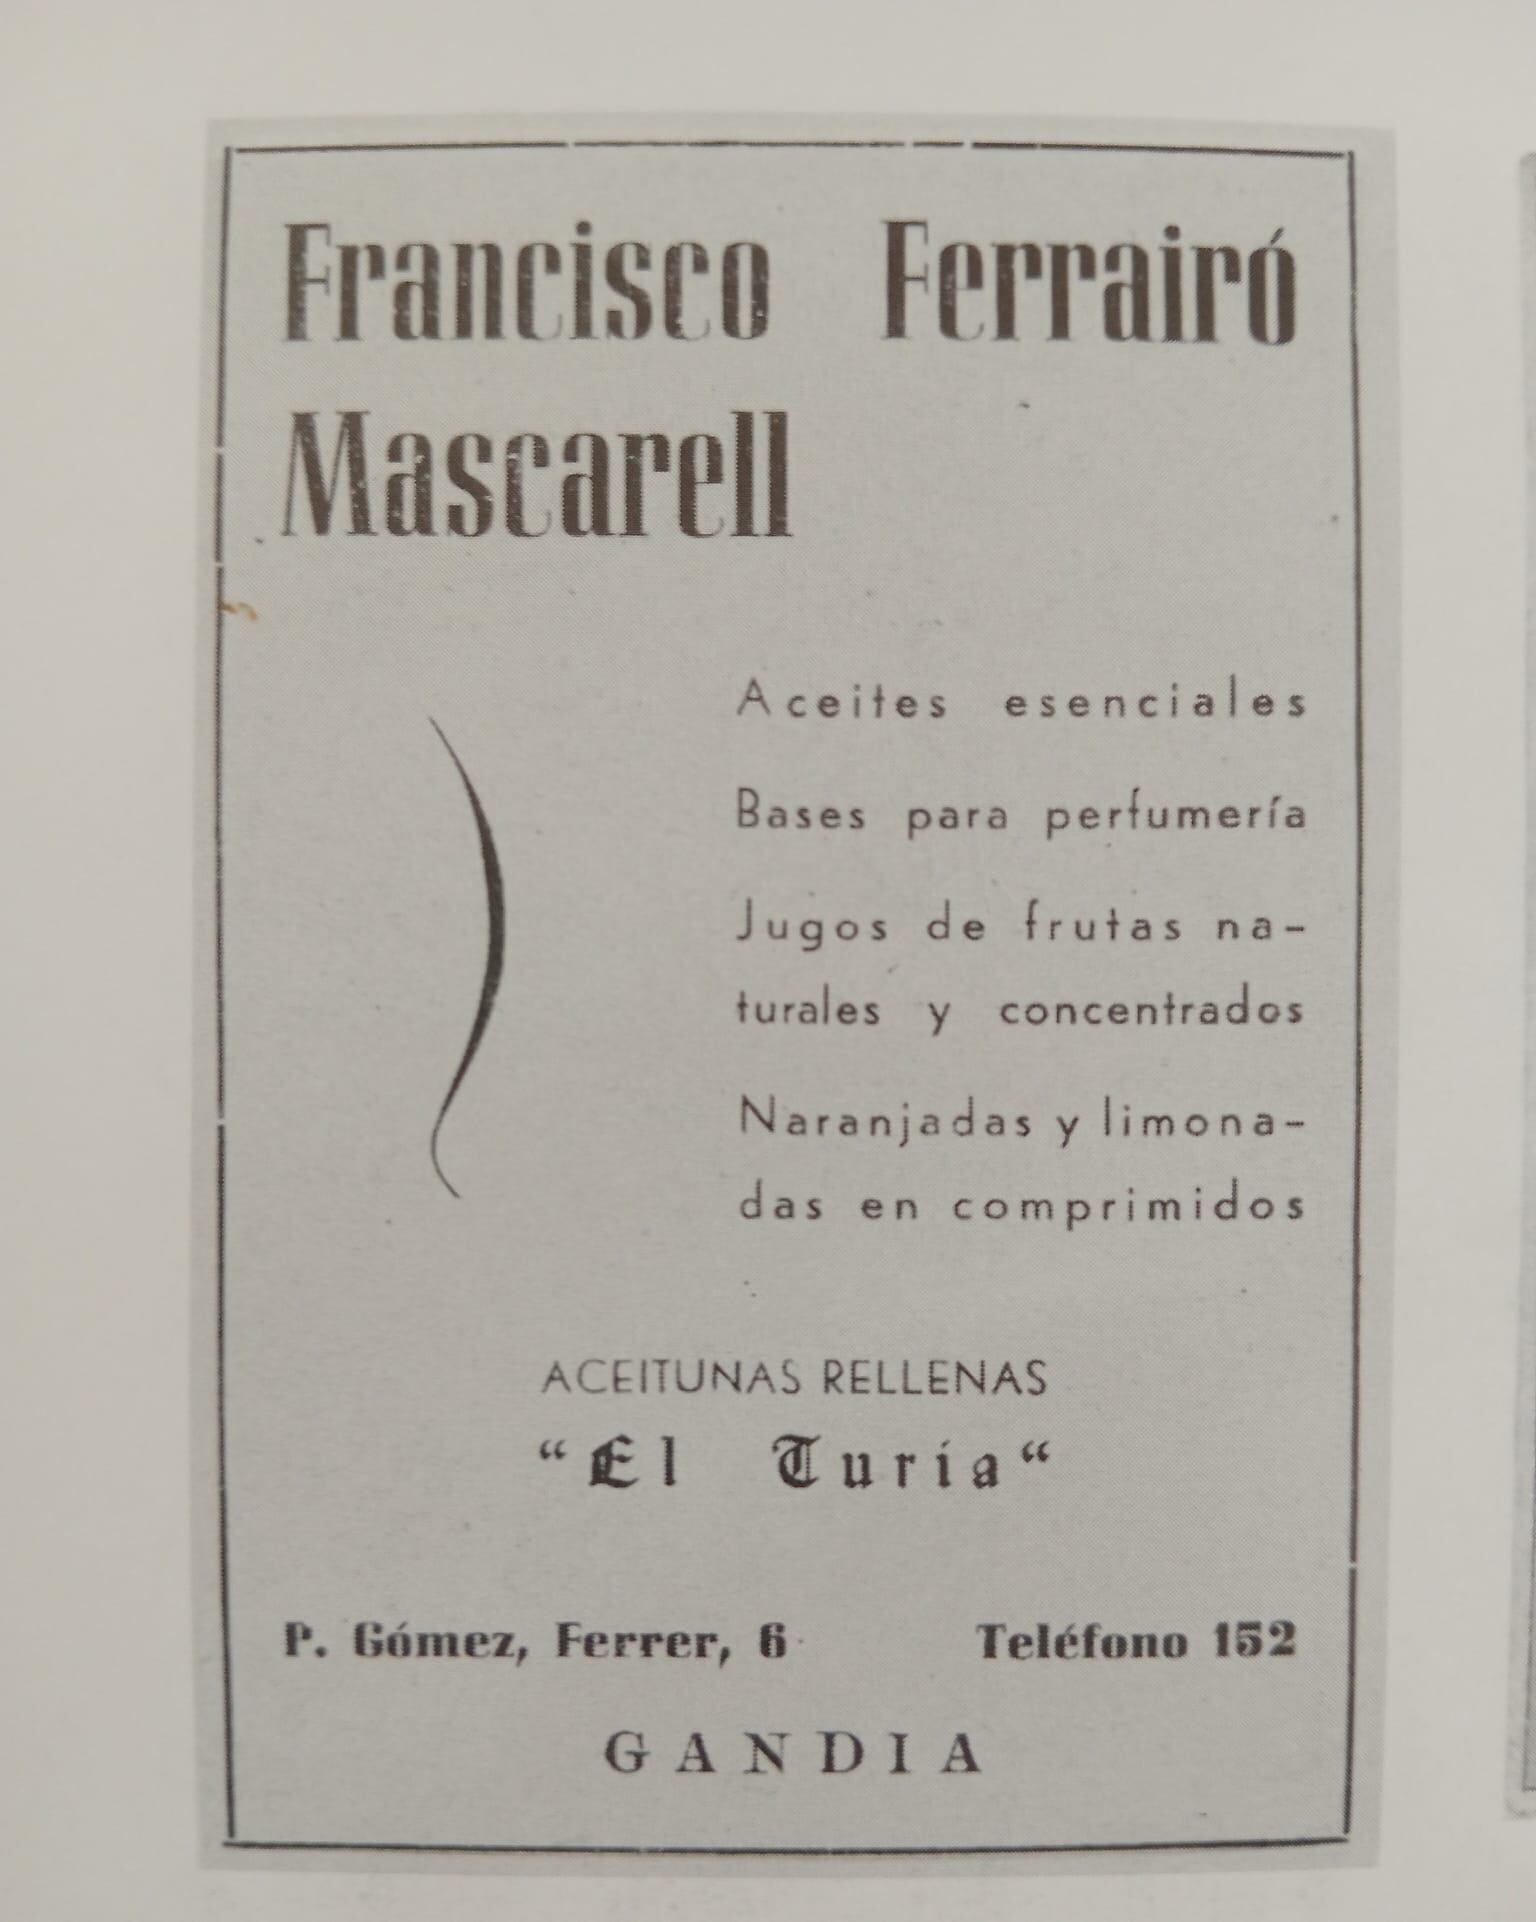 Francisco Ferrairó
Mascarell
Aceites esenciales
Bases para perfumería
Jugos de frutas na-
turales y concentrados
Naranjadas y limona-
das en comprimidos
ACEITUNAS RELLENAS
“El Turia“
P. Gómez, Ferrer, 6 Teléfono 152
GANDIA